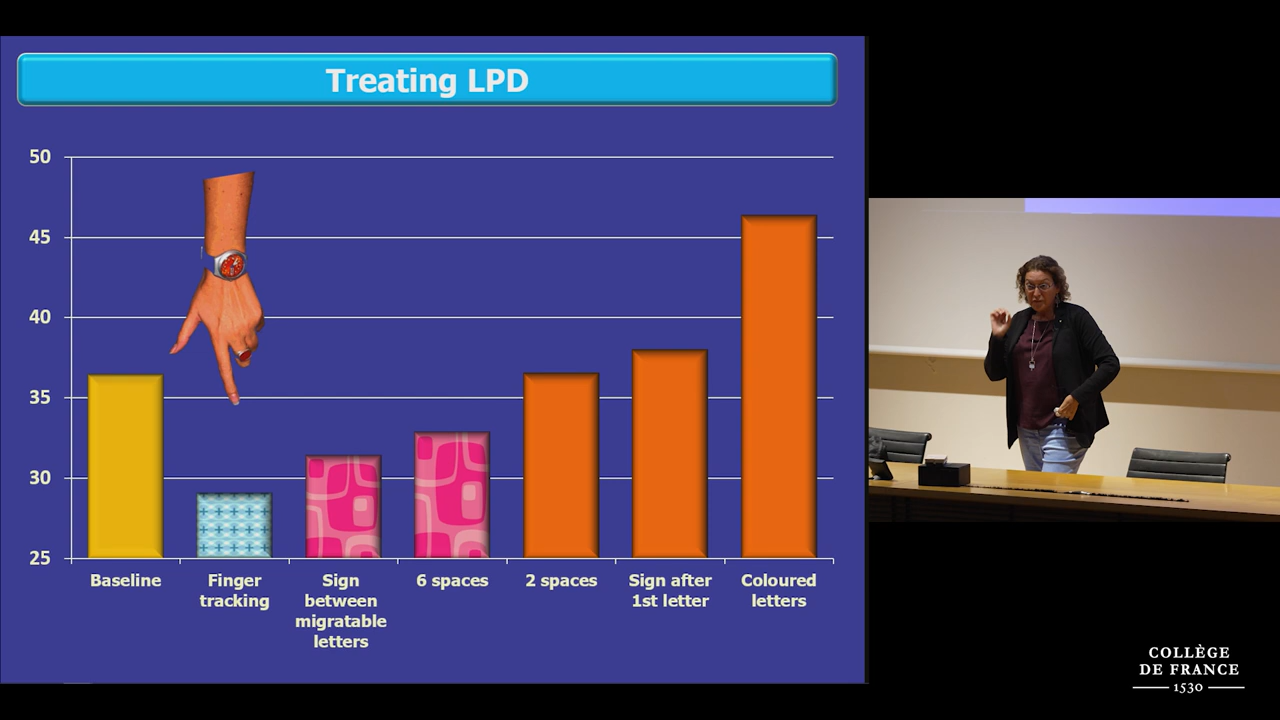 Treating LPD
50
45
40
35
30
25
Baseline
Finger
tracking
Sign
between
migratable
letters
6 spaces
2 spaces
Sign after
1st letter
Coloured
letters
COLLÈGE
DE FRANCE
1530